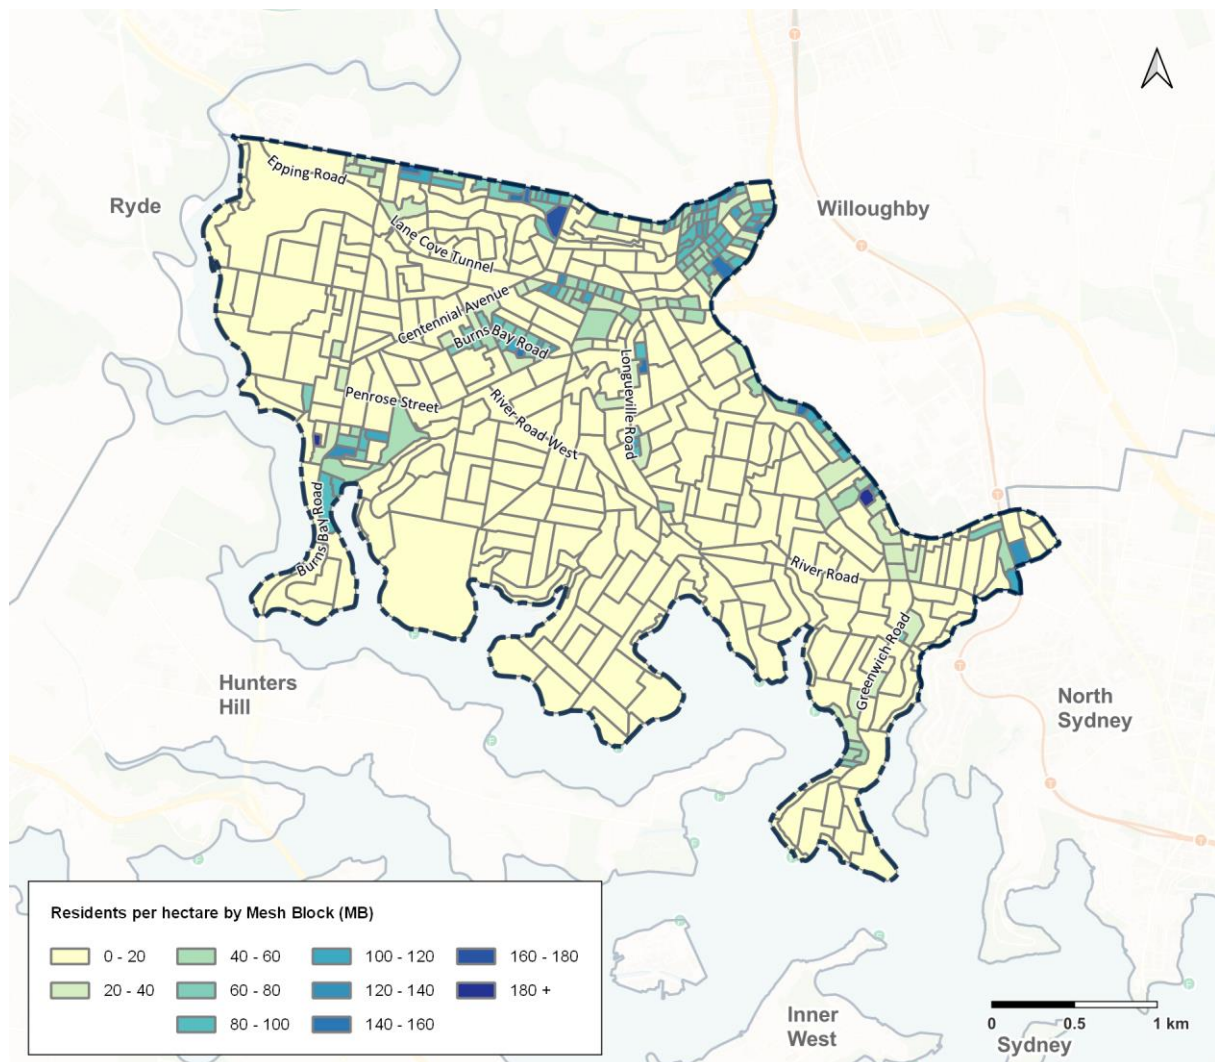 Epping Road
Ryde
Willoughby
Lane Cove Tunnel
Centennial Avenue
Burns Bay Road
Longueville Road
Penrose Street
River Road West
Burns Bay Road
River Road
Greenwich Road
Hunters
Hill
North
Sydney
Residents per hectare by Mesh Block (MB)
0 - 20
40 - 60
100 - 120
160 - 180
20 - 40
60 - 80
120 - 140
180 +
80 - 100
140 - 160
Inner
West
0
0.5
1 km
Sydney